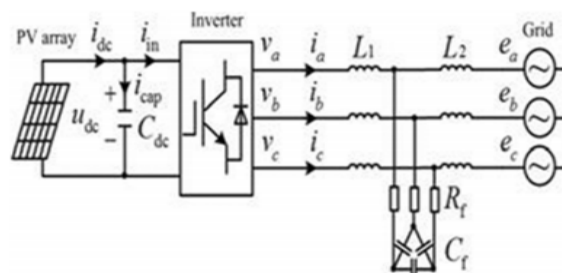 Inverter
Grid
PV array
i_dc
i_in
v_a
i_a
L_1
L_2
e_a
+
i_cap
u_dc
C_dc
−
v_b
i_b
e_b
v_c
i_c
e_c
R_f
C_f